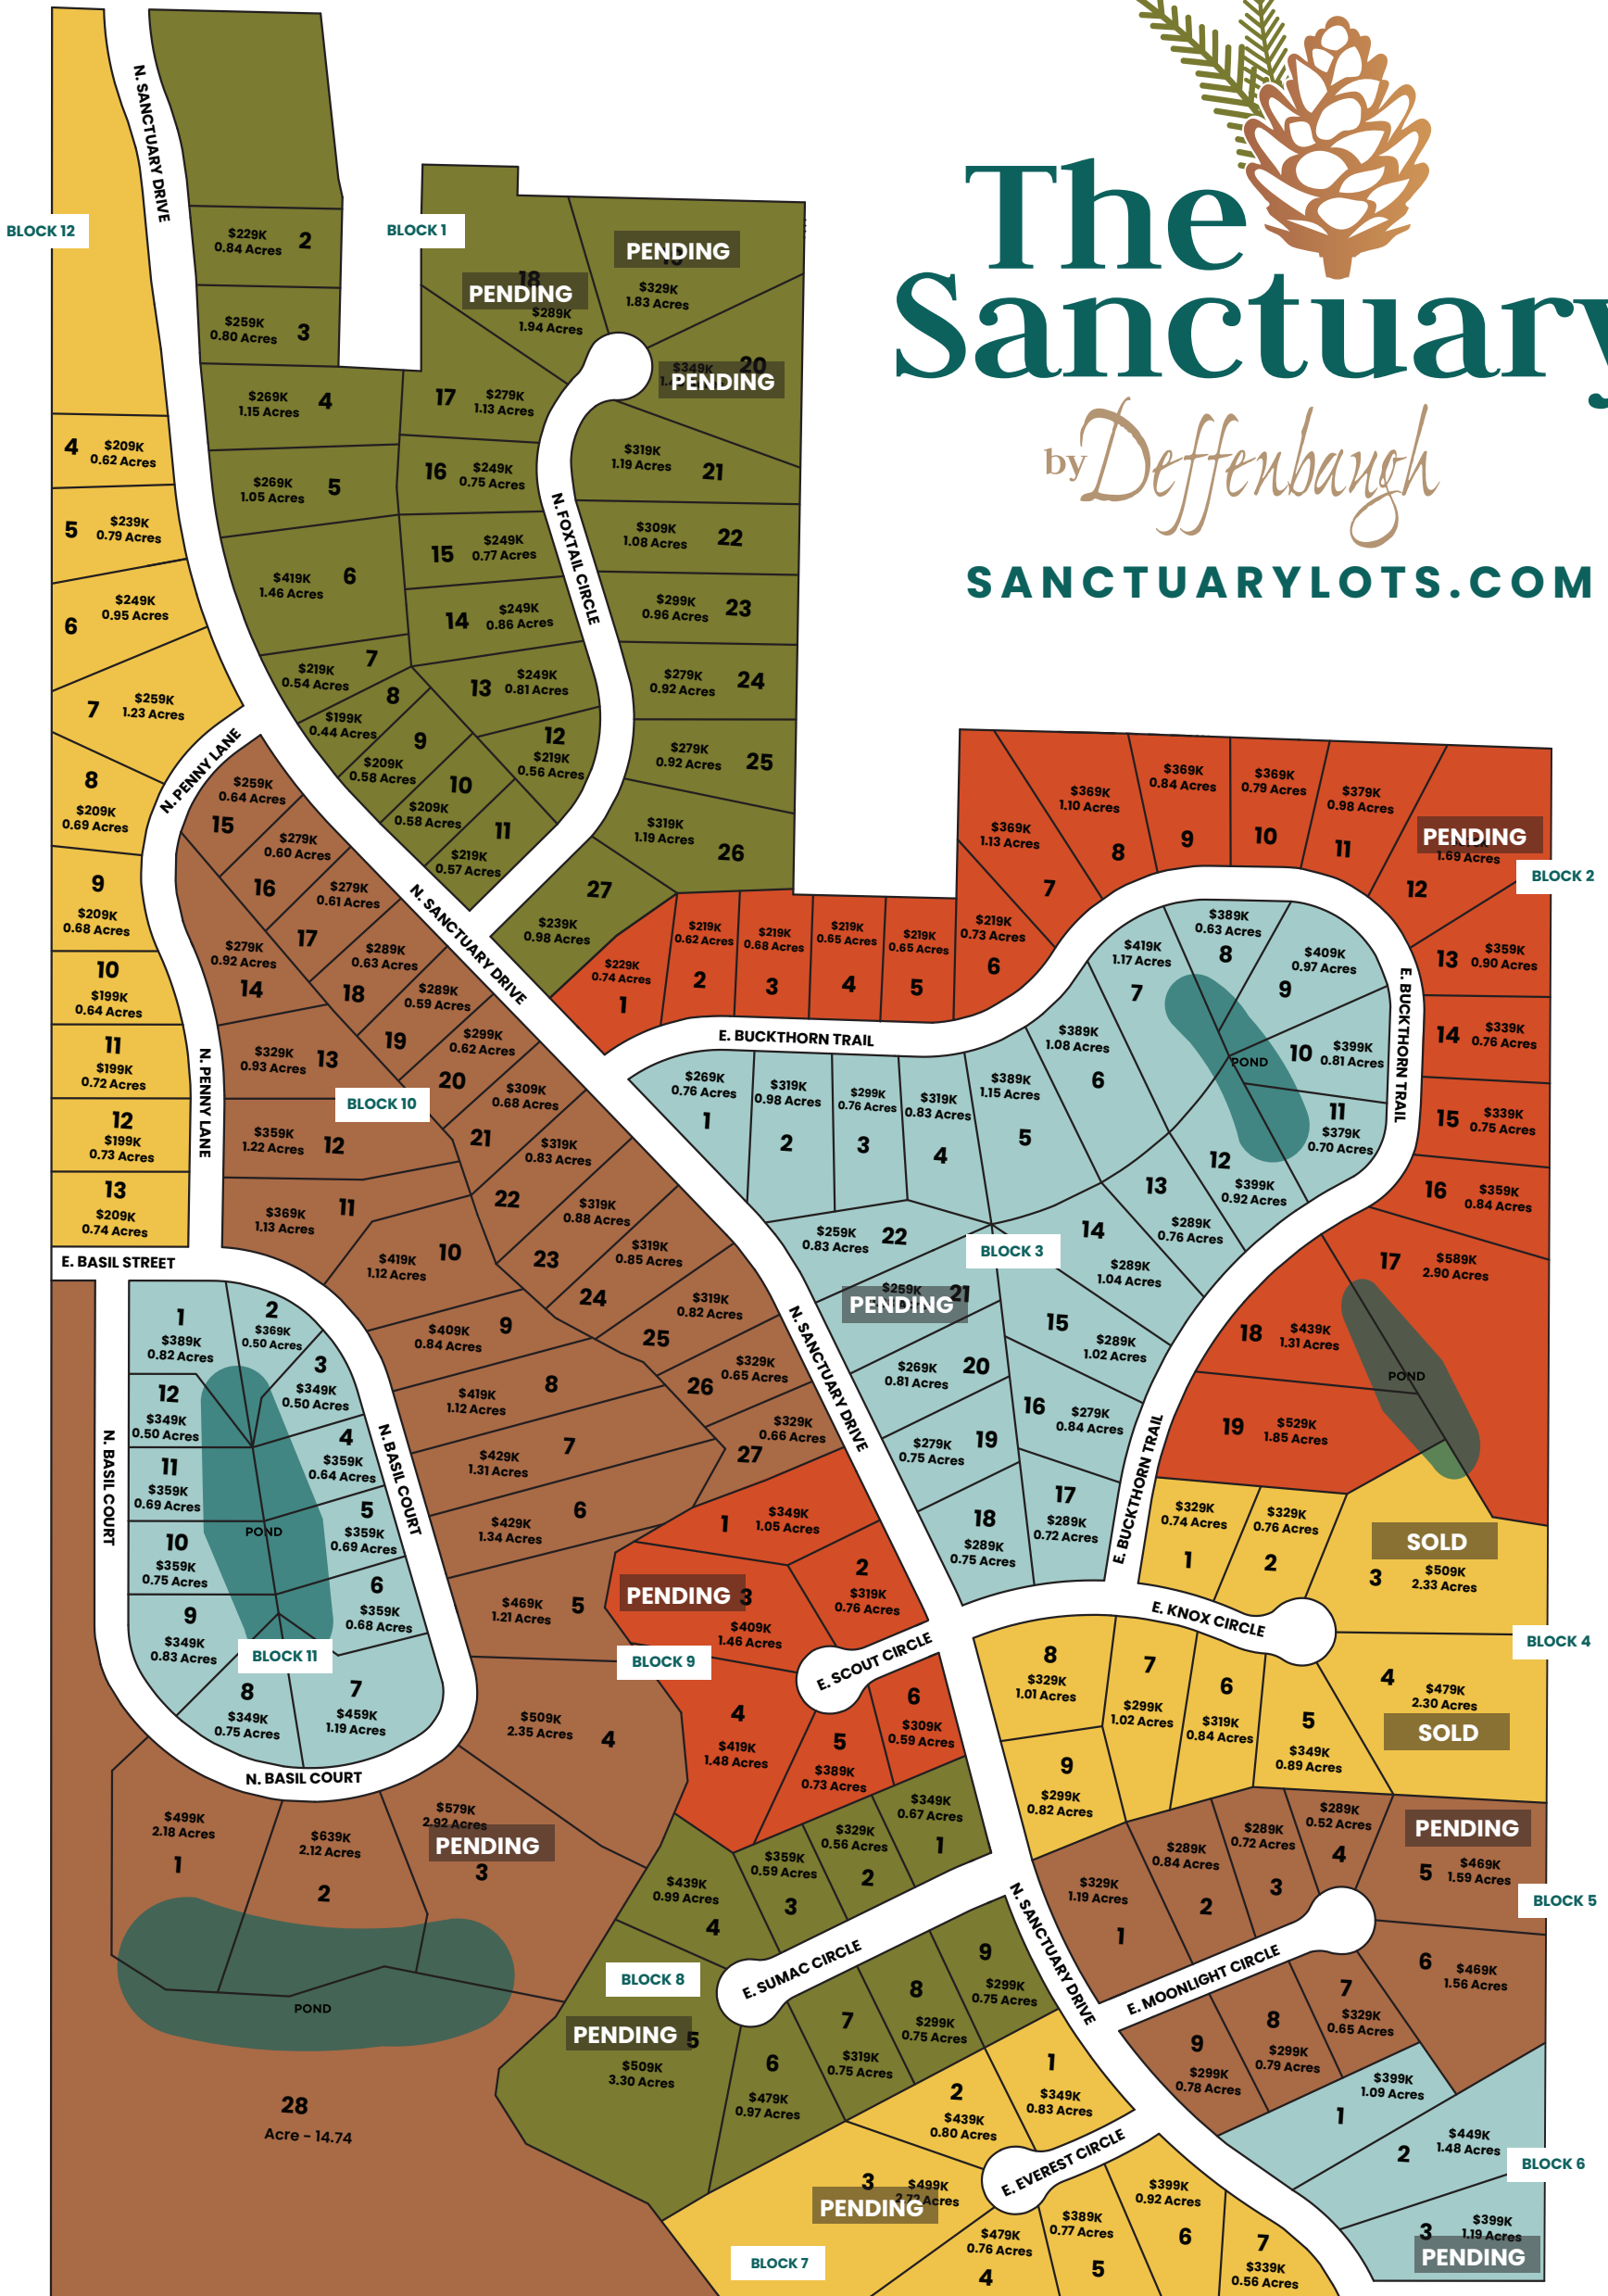 The
Sanctuary
by Deffenbaugh
SANCTUARYLOTS.COM
N. SANCTUARY DRIVE
BLOCK 12
4 $209K
0.62 Acres
5 $239K
0.79 Acres
6 $249K
0.95 Acres
7 $259K
1.23 Acres
8
$209K
0.69 Acres
9
$209K
0.68 Acres
10
$199K
0.64 Acres
11
$199K
0.72 Acres
12
$199K
0.73 Acres
13
$209K
0.74 Acres
BLOCK 1
$229K
0.84 Acres 2
$259K
0.80 Acres 3
$269K
1.15 Acres 4
$269K
1.05 Acres 5
$419K
1.46 Acres 6
$219K
0.54 Acres 7
8
$199K
0.44 Acres
9
$209K
0.58 Acres
10
$209K
0.58 Acres
11
$219K
0.57 Acres
12
$219K
0.56 Acres
13 $249K
0.81 Acres
14 $249K
0.86 Acres
15 $249K
0.77 Acres
16 $249K
0.75 Acres
17 $279K
1.13 Acres
18
PENDING
$289K
1.94 Acres
PENDING
$329K
1.83 Acres
$349K 20
PENDING
$319K
1.19 Acres 21
$309K
1.08 Acres 22
$299K
0.96 Acres 23
$279K
0.92 Acres 24
$279K
0.92 Acres 25
$319K
1.19 Acres 26
27
$239K
0.98 Acres
N. FOXTAIL CIRCLE
N. PENNY LANE
N. SANCTUARY DRIVE
N. PENNY LANE
E. BASIL STREET
BLOCK 2
$229K
0.74 Acres
1
$219K
0.62 Acres
2
$219K
0.68 Acres
3
$219K
0.65 Acres
4
$219K
0.65 Acres
5
$219K
0.73 Acres
6
$369K
1.13 Acres
7
$369K
1.10 Acres
8
$369K
0.84 Acres
9
$369K
0.79 Acres
10
$379K
0.98 Acres
11
PENDING
1.69 Acres
12
13 $359K
0.90 Acres
14 $339K
0.76 Acres
15 $339K
0.75 Acres
16 $359K
0.84 Acres
17 $589K
2.90 Acres
18 $439K
1.31 Acres
19 $529K
1.85 Acres
POND
E. BUCKTHORN TRAIL
E. BUCKTHORN TRAIL
E. BUCKTHORN TRAIL
BLOCK 3
$269K
0.76 Acres
1
$319K
0.98 Acres
2
$299K
0.76 Acres
3
$319K
0.83 Acres
4
$389K
1.15 Acres
5
$389K
1.08 Acres
6
$419K
1.17 Acres
7
$389K
0.63 Acres
8
$409K
0.97 Acres
9
10 $399K
0.81 Acres
11
$379K
0.70 Acres
12
$399K
0.92 Acres
13
$289K
0.76 Acres
14
$289K
1.04 Acres
15
$289K
1.02 Acres
16 $279K
0.84 Acres
17
$289K
0.72 Acres
18
$289K
0.75 Acres
$279K
0.75 Acres 19
$269K
0.81 Acres 20
$259K 21
PENDING
$259K
0.83 Acres 22
POND
N. SANCTUARY DRIVE
BLOCK 10
$499K
2.18 Acres
1
$639K
2.12 Acres
2
$579K
2.92 Acres
PENDING
3
$509K
2.35 Acres 4
$469K
1.21 Acres 5
$429K
1.34 Acres 6
$429K
1.31 Acres 7
$419K
1.12 Acres 8
$409K
0.84 Acres 9
$419K
1.12 Acres 10
$369K
1.13 Acres 11
$359K
1.22 Acres 12
$329K
0.93 Acres 13
$279K
0.92 Acres
14
$259K
0.64 Acres
15
$279K
0.60 Acres
16
$279K
0.61 Acres
17
$289K
0.63 Acres
18
$289K
0.59 Acres
19
$299K
0.62 Acres
20
$309K
0.68 Acres
21
$319K
0.83 Acres
22
$319K
0.88 Acres
23
$319K
0.85 Acres
24
$319K
0.82 Acres
25
$329K
0.65 Acres
26
$329K
0.66 Acres
27
28
Acre - 14.74
POND
BLOCK 11
1
$389K
0.82 Acres
2
$369K
0.50 Acres
3
$349K
0.50 Acres
4
$359K
0.64 Acres
5
$359K
0.69 Acres
6
$359K
0.68 Acres
7
$459K
1.19 Acres
8
$349K
0.75 Acres
9
$349K
0.83 Acres
10
$359K
0.75 Acres
11
$359K
0.69 Acres
12
$349K
0.50 Acres
POND
N. BASIL COURT
N. BASIL COURT
N. BASIL COURT
BLOCK 9
1 $349K
1.05 Acres
2
$319K
0.76 Acres
PENDING 3
$409K
1.46 Acres
4
$419K
1.48 Acres
5
$389K
0.73 Acres
6
$309K
0.59 Acres
E. SCOUT CIRCLE
BLOCK 4
$329K
0.74 Acres
1
$329K
0.76 Acres
2
SOLD
3 $509K
2.33 Acres
4 $479K
2.30 Acres
SOLD
5
$349K
0.89 Acres
6
$319K
0.84 Acres
7
$299K
1.02 Acres
8
$329K
1.01 Acres
9
$299K
0.82 Acres
E. KNOX CIRCLE
BLOCK 8
$349K
0.67 Acres
1
$329K
0.56 Acres
2
$359K
0.59 Acres
3
$439K
0.99 Acres
4
PENDING 5
$509K
3.30 Acres
6
$479K
0.97 Acres
7
$319K
0.75 Acres
8
$299K
0.75 Acres
9
$299K
0.75 Acres
E. SUMAC CIRCLE
N. SANCTUARY DRIVE
BLOCK 5
$329K
1.19 Acres
1
$289K
0.84 Acres
2
$289K
0.72 Acres
3
$289K
0.52 Acres
4
PENDING
5 $469K
1.59 Acres
6 $469K
1.56 Acres
7
$329K
0.65 Acres
8
$299K
0.79 Acres
9
$299K
0.78 Acres
E. MOONLIGHT CIRCLE
BLOCK 6
$399K
1.09 Acres
1
2 $449K
1.48 Acres
3 $399K
1.19 Acres
PENDING
BLOCK 7
1
$349K
0.83 Acres
2
$439K
0.80 Acres
3 $499K
2.72 Acres
PENDING
$479K
0.76 Acres
4
$389K
0.77 Acres
5
$399K
0.92 Acres
6
7
$339K
0.56 Acres
E. EVEREST CIRCLE